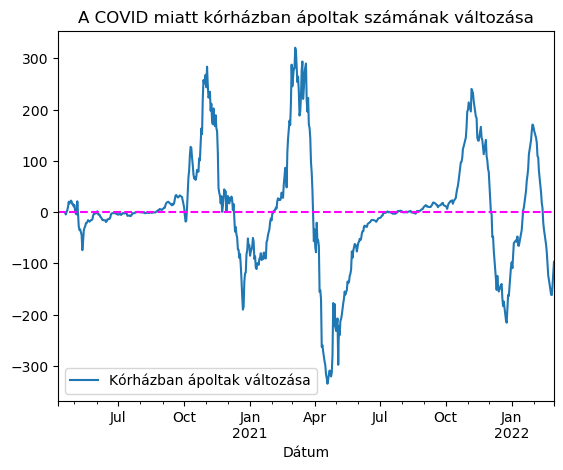 A COVID miatt kórházban ápoltak számának változása
300
200
100
0
−100
−200
−300
Kórházban ápoltak változása
Jul
Oct
Jan
2021
Apr
Jul
Oct
Jan
2022
Dátum